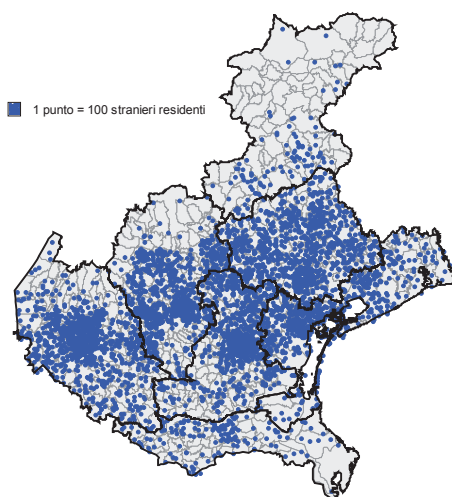 1 punto = 100 stranieri residenti